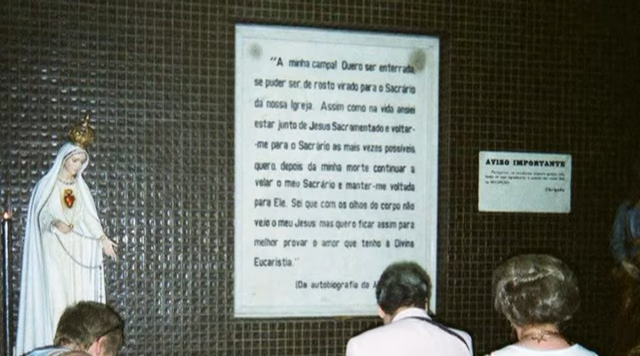 "A minha campa! Quero ser enterrada,
se puder ser, de rosto virado para o Sacrário
da nossa Igreja. Assim como na vida ansiei
estar junto de Jesus Sacramentado e voltar-
-me para o Sacrário as mais vezes possíveis,
quero, depois da minha morte continuar a
velar o meu Sacrário e manter-me voltada
para Ele. Sei que com os olhos do corpo não
vejo o meu Jesus, mas quero ficar assim para
melhor provar o amor que tenho à Divina
Eucaristia."
(Da autobiografia da
AVISO IMPORTANTE
Obrigado